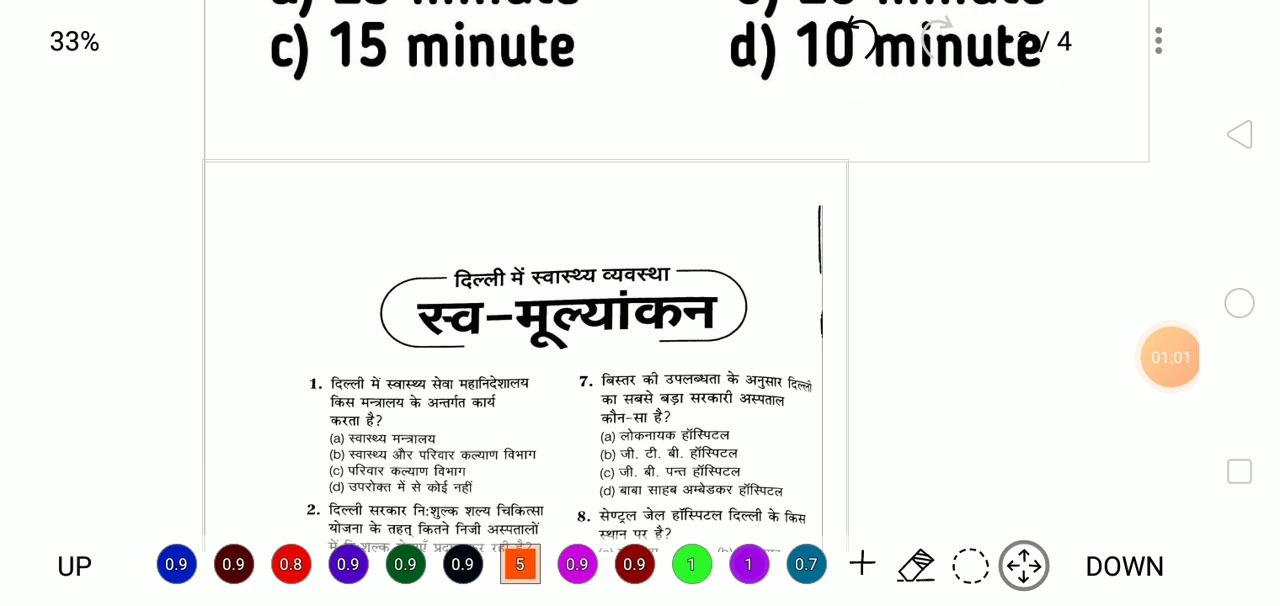 33%
c) 15 minute
d) 10 minute
/ 4
दिल्ली में स्वास्थ्य व्यवस्था
स्व-मूल्यांकन
01:01
1. दिल्ली में स्वास्थ्य सेवा महानिदेशालय
किस मन्त्रालय के अन्तर्गत कार्य
करता है?
(a) स्वास्थ्य मन्त्रालय
(b) स्वास्थ्य और परिवार कल्याण विभाग
(c) परिवार कल्याण विभाग
(d) उपरोक्त में से कोई नहीं
2. दिल्ली सरकार नि:शुल्क शल्य चिकित्सा
योजना के तहत् कितने निजी अस्पतालों
7. बिस्तर की उपलब्धता के अनुसार दिल्ली
का सबसे बड़ा सरकारी अस्पताल
कौन-सा है?
(a) लोकनायक हॉस्पिटल
(b) जी. टी. बी. हॉस्पिटल
(c) जी. बी. पन्त हॉस्पिटल
(d) बाबा साहब अम्बेडकर हॉस्पिटल
8. सेण्ट्रल जेल हॉस्पिटल दिल्ली के किस
स्थान पर है?
UP
0.9
0.9
0.8
0.9
0.9
0.9
5
0.9
0.9
1
1
0.7
DOWN